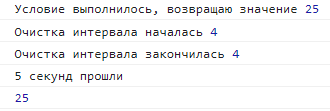 Условие выполнилось, возвращаю значение 25
Очистка интервала началась 4
Очистка интервала закончилась 4
5 секунд прошли
25